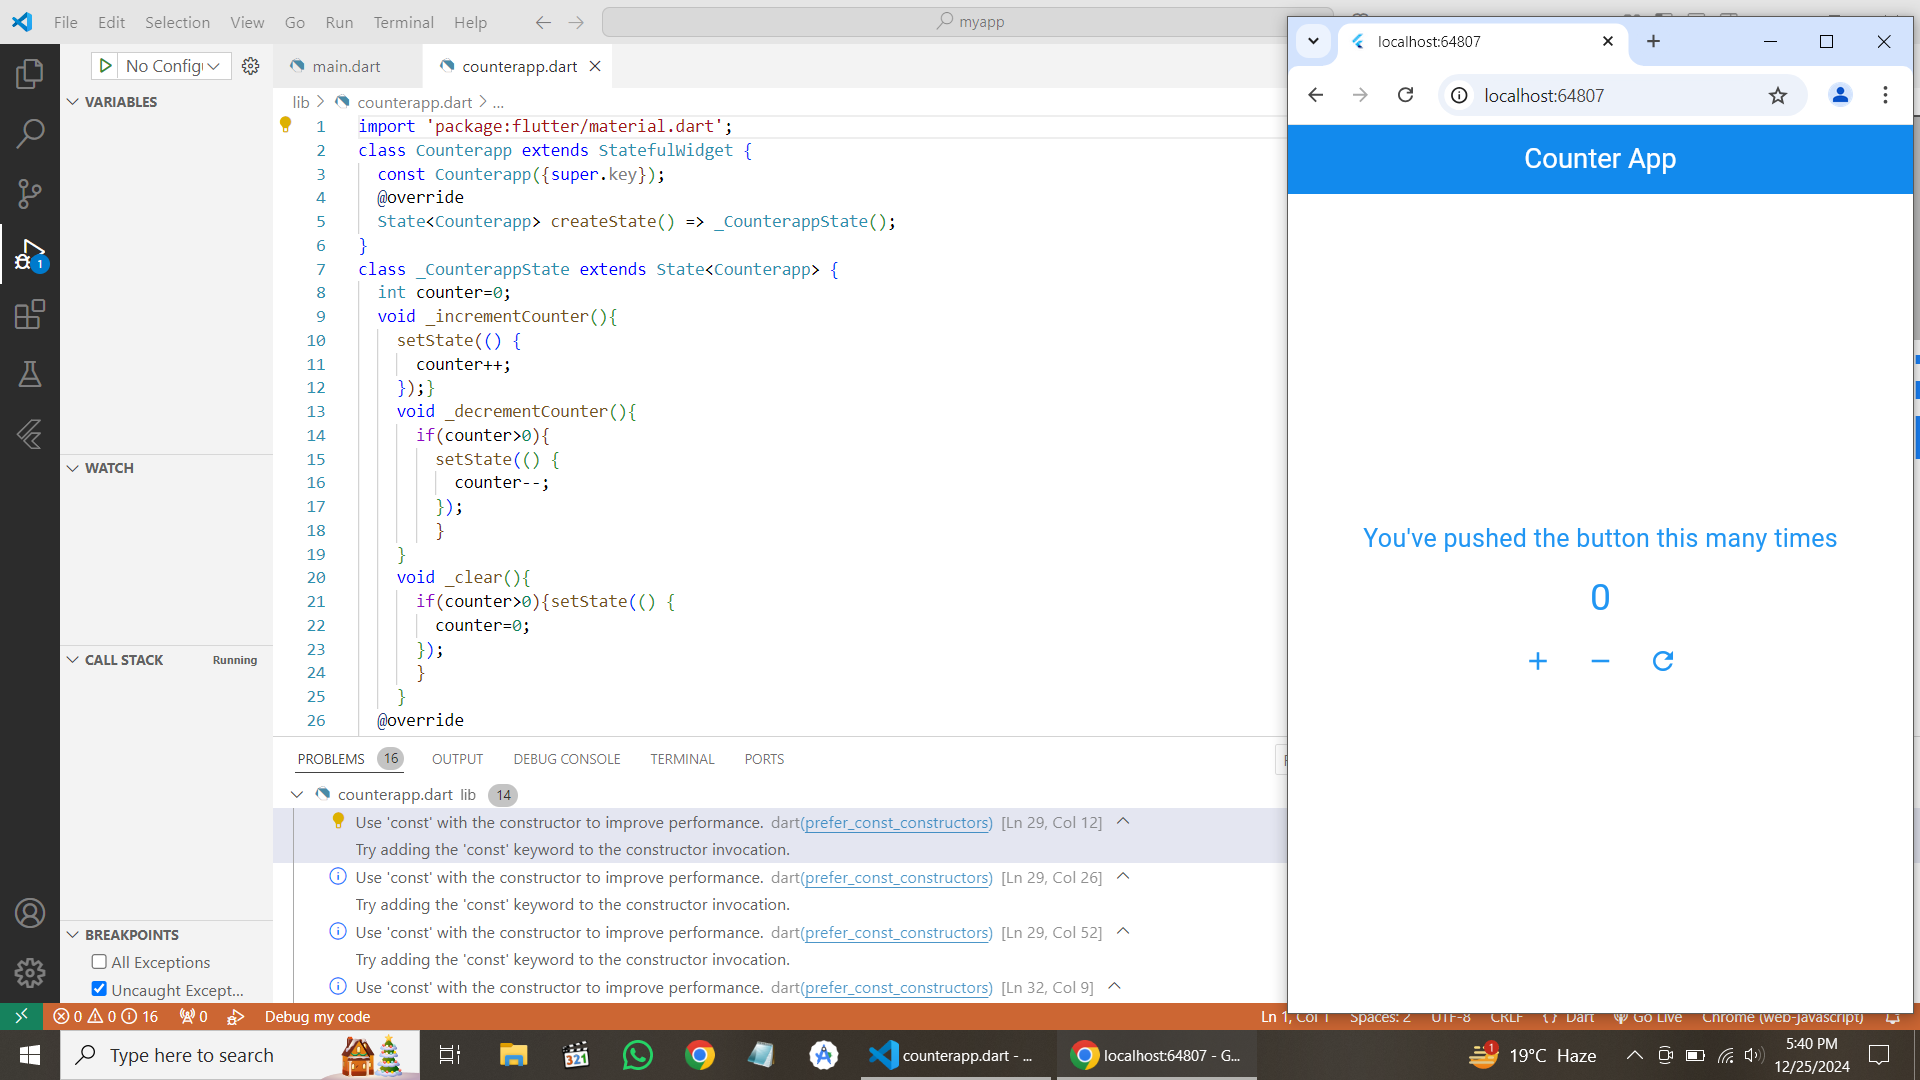 File Edit Selection View Go Run Terminal Help
myapp
No Config
VARIABLES
WATCH
CALL STACK Running
BREAKPOINTS
All Exceptions
Uncaught Except...
1
main.dart
counterapp.dart
lib > counterapp.dart > ...
1 import 'package:flutter/material.dart';
2 class Counterapp extends StatefulWidget {
3 const Counterapp({super.key});
4 @override
5 State<Counterapp> createState() => _CounterappState();
6 }
7 class _CounterappState extends State<Counterapp> {
8 int counter=0;
9 void _incrementCounter(){
10 setState(() {
11 counter++;
12 });}
13 void _decrementCounter(){
14 if(counter>0){
15 setState(() {
16 counter--;
17 });
18 }
19 }
20 void _clear(){
21 if(counter>0){setState(() {
22 counter=0;
23 });
24 }
25 }
26 @override
PROBLEMS 16 OUTPUT DEBUG CONSOLE TERMINAL PORTS
counterapp.dart lib 14
Use 'const' with the constructor to improve performance. dart(prefer_const_constructors) [Ln 29, Col 12]
Try adding the 'const' keyword to the constructor invocation.
Use 'const' with the constructor to improve performance. dart(prefer_const_constructors) [Ln 29, Col 26]
Try adding the 'const' keyword to the constructor invocation.
Use 'const' with the constructor to improve performance. dart(prefer_const_constructors) [Ln 29, Col 52]
Try adding the 'const' keyword to the constructor invocation.
Use 'const' with the constructor to improve performance. dart(prefer_const_constructors) [Ln 32, Col 9]
localhost:64807
localhost:64807
Counter App
You've pushed the button this many times
0
0 0 16 0 Debug my code
Ln 1, Col 1 Spaces: 2 UTF-8 CRLF {} Dart Go Live Chrome (web-javascript)
Type here to search
321
counterapp.dart - ...
localhost:64807 - G...
1
19°C Haze
5:40 PM
12/25/2024